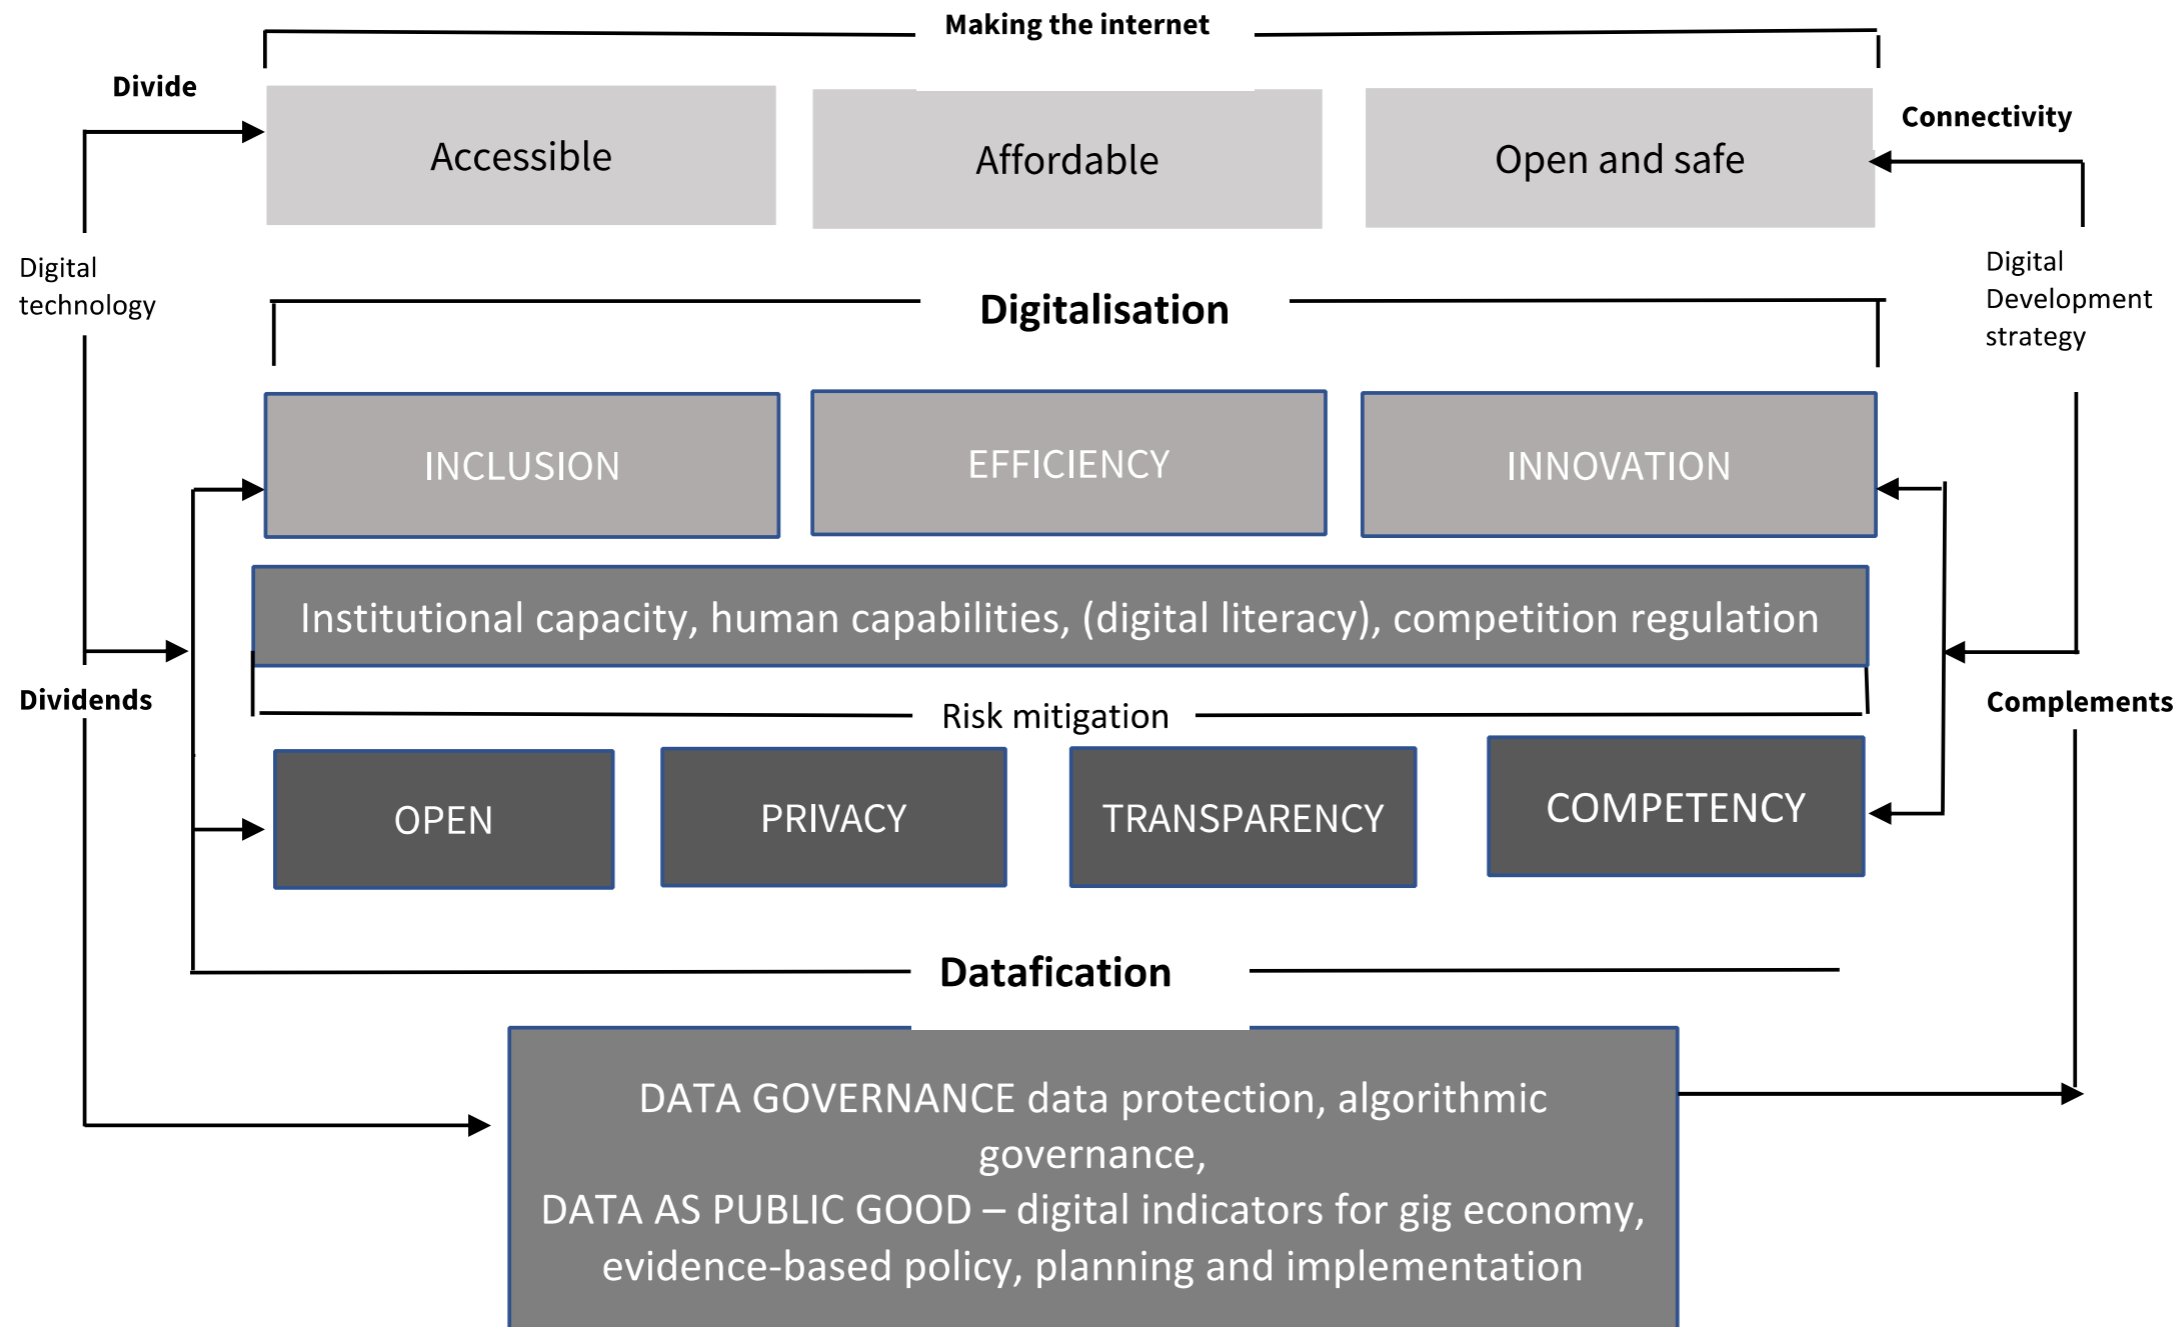 Making the internet
Divide
Connectivity
Accessible
Affordable
Open and safe
Digital
technology
Digital
Development
strategy
Digitalisation
INCLUSION
EFFICIENCY
INNOVATION
Institutional capacity, human capabilities, (digital literacy), competition regulation
Dividends
Complements
Risk mitigation
OPEN
PRIVACY
TRANSPARENCY
COMPETENCY
Datafication
DATA GOVERNANCE data protection, algorithmic
governance,
DATA AS PUBLIC GOOD – digital indicators for gig economy,
evidence-based policy, planning and implementation